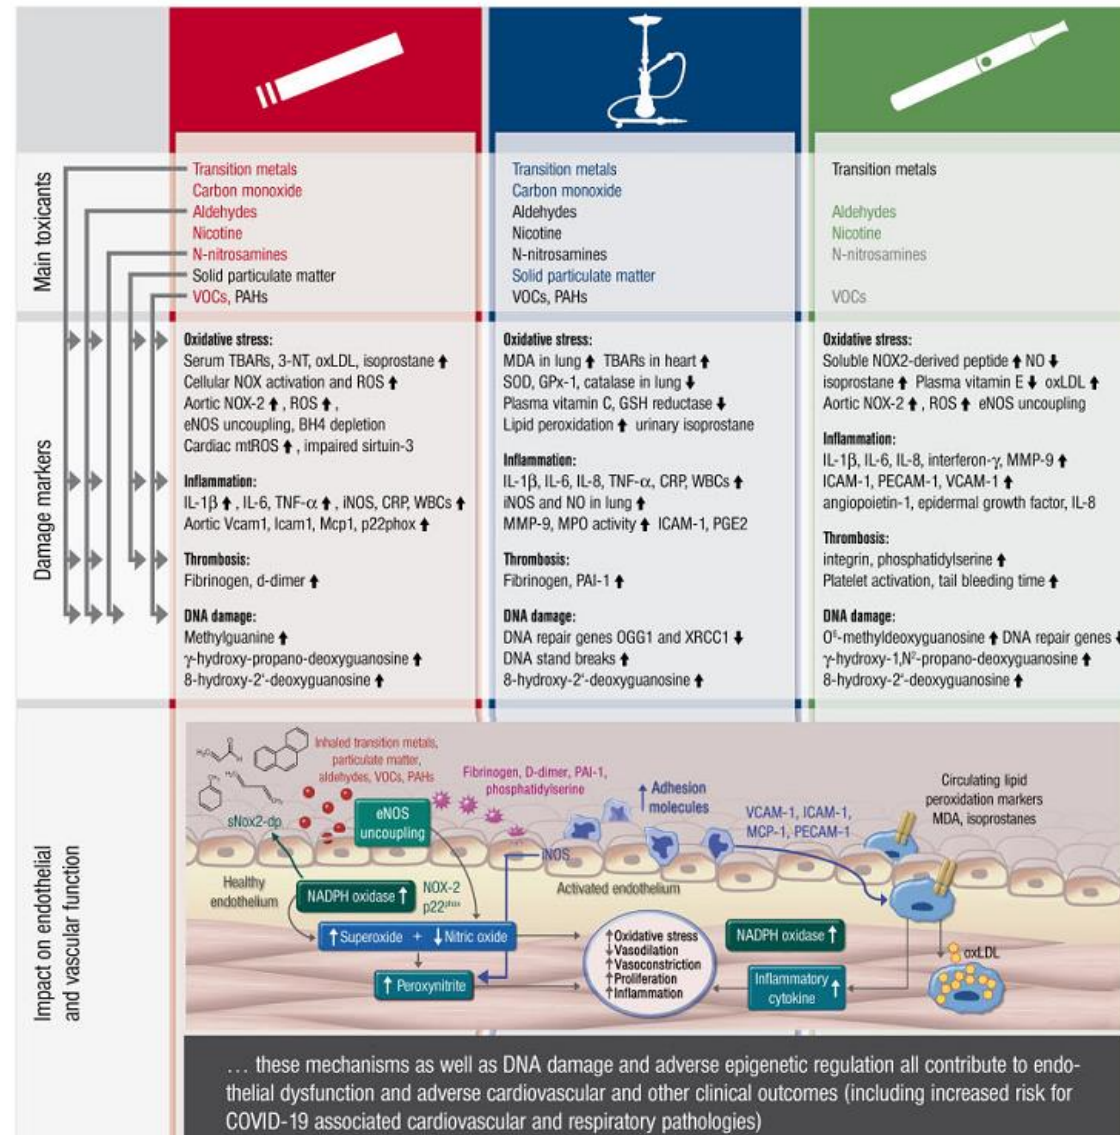 Main toxicants
Transition metals
Carbon monoxide
Aldehydes
Nicotine
N-nitrosamines
Solid particulate matter
VOCs, PAHs
Transition metals
Carbon monoxide
Aldehydes
Nicotine
N-nitrosamines
Solid particulate matter
VOCs, PAHs
Transition metals
Aldehydes
Nicotine
N-nitrosamines
VOCs
Damage markers
Oxidative stress:
Serum TBARs, 3-NT, oxLDL, isoprostane ↑
Cellular NOX activation and ROS ↑
Aortic NOX-2 ↑, ROS ↑,
eNOS uncoupling, BH4 depletion
Cardiac mtROS ↑, impaired sirtuin-3
Inflammation:
IL-1β ↑, IL-6, TNF-α ↑, iNOS, CRP, WBCs ↑
Aortic Vcam1, Icam1, Mcp1, p22phox ↑
Thrombosis:
Fibrinogen, d-dimer ↑
DNA damage:
Methylguanine ↑
γ-hydroxy-propano-deoxyguanosine ↑
8-hydroxy-2'-deoxyguanosine ↑
Oxidative stress:
MDA in lung ↑ TBARs in heart ↑
SOD, GPx-1, catalase in lung ↓
Plasma vitamin C, GSH reductase ↓
Lipid peroxidation ↑ urinary isoprostane
Inflammation:
IL-1β, IL-6, IL-8, TNF-α, CRP, WBCs ↑
iNOS and NO in lung ↑
MMP-9, MPO activity ↑ ICAM-1, PGE2
Thrombosis:
Fibrinogen, PAI-1 ↑
DNA damage:
DNA repair genes OGG1 and XRCC1 ↓
DNA stand breaks ↑
8-hydroxy-2'-deoxyguanosine ↑
Oxidative stress:
Soluble NOX2-derived peptide ↑ NO ↓
isoprostane ↑ Plasma vitamin E ↓ oxLDL ↑
Aortic NOX-2 ↑, ROS ↑ eNOS uncoupling
Inflammation:
IL-1β, IL-6, IL-8, interferon-γ, MMP-9 ↑
ICAM-1, PECAM-1, VCAM-1 ↑
angiopoietin-1, epidermal growth factor, IL-8
Thrombosis:
integrin, phosphatidylserine ↑
Platelet activation, tail bleeding time ↑
DNA damage:
O⁶-methyldeoxyguanosine ↑ DNA repair genes ↓
γ-hydroxy-1,N²-propano-deoxyguanosine ↑
8-hydroxy-2'-deoxyguanosine ↑
Impact on endothelial
and vascular function
Inhaled transition metals,
particulate matter,
aldehydes, VOCs, PAHs
sNox2-dp
eNOS
uncoupling
Fibrinogen, D-dimer, PAI-1,
phosphatidylserine
↑ Adhesion
molecules
VCAM-1, ICAM-1,
MCP-1, PECAM-1
Circulating lipid
peroxidation markers
MDA, isoprostanes
iNOS
Healthy
endothelium
NADPH oxidase ↑
NOX-2
p22phox
Activated endothelium
↑ Superoxide + ↓ Nitric oxide
↑ Peroxynitrite
↑ Oxidative stress
↓ Vasodilation
↑ Vasoconstriction
↑ Proliferation
↑ Inflammation
NADPH oxidase ↑
Inflammatory
cytokine ↑
oxLDL
… these mechanisms as well as DNA damage and adverse epigenetic regulation all contribute to endo-
thelial dysfunction and adverse cardiovascular and other clinical outcomes (including increased risk for
COVID-19 associated cardiovascular and respiratory pathologies)